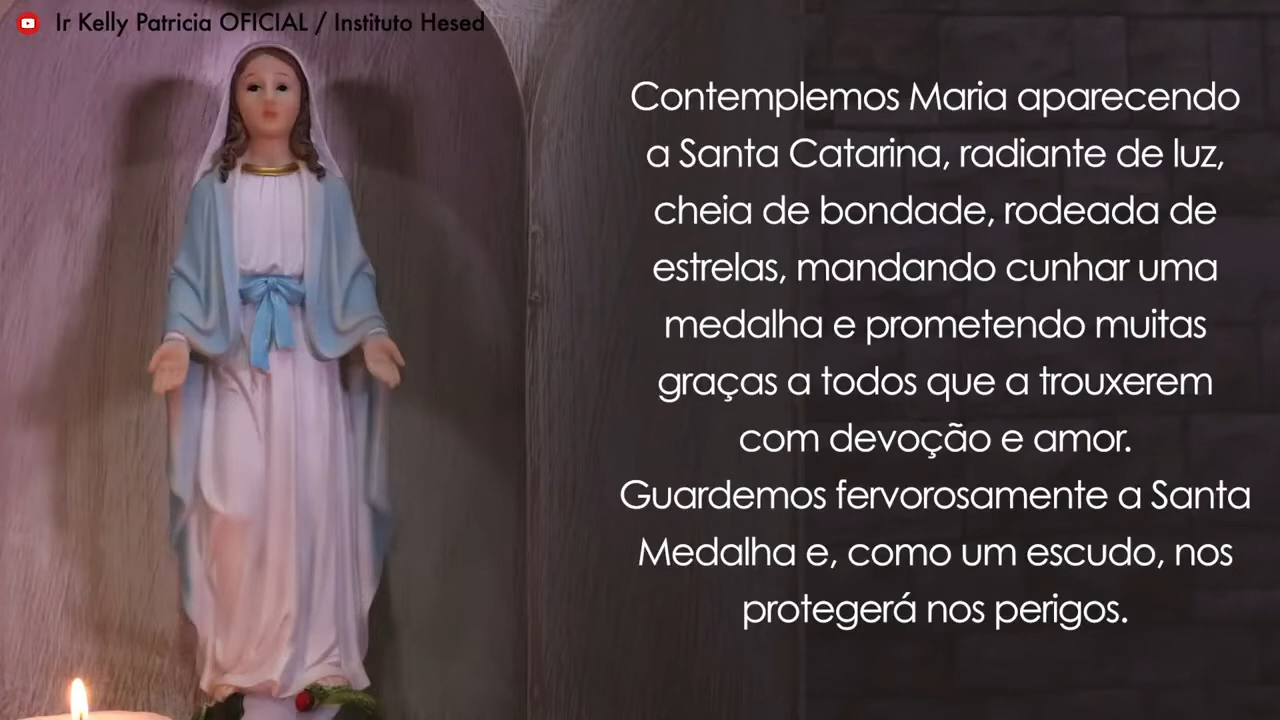 Ir Kelly Patricia OFICIAL / Instituto Hesed
Contemplemos Maria aparecendo
a Santa Catarina, radiante de luz,
cheia de bondade, rodeada de
estrelas, mandando cunhar uma
medalha e prometendo muitas
graças a todos que a trouxerem
com devoção e amor.
Guardemos fervorosamente a Santa
Medalha e, como um escudo, nos
protegerá nos perigos.